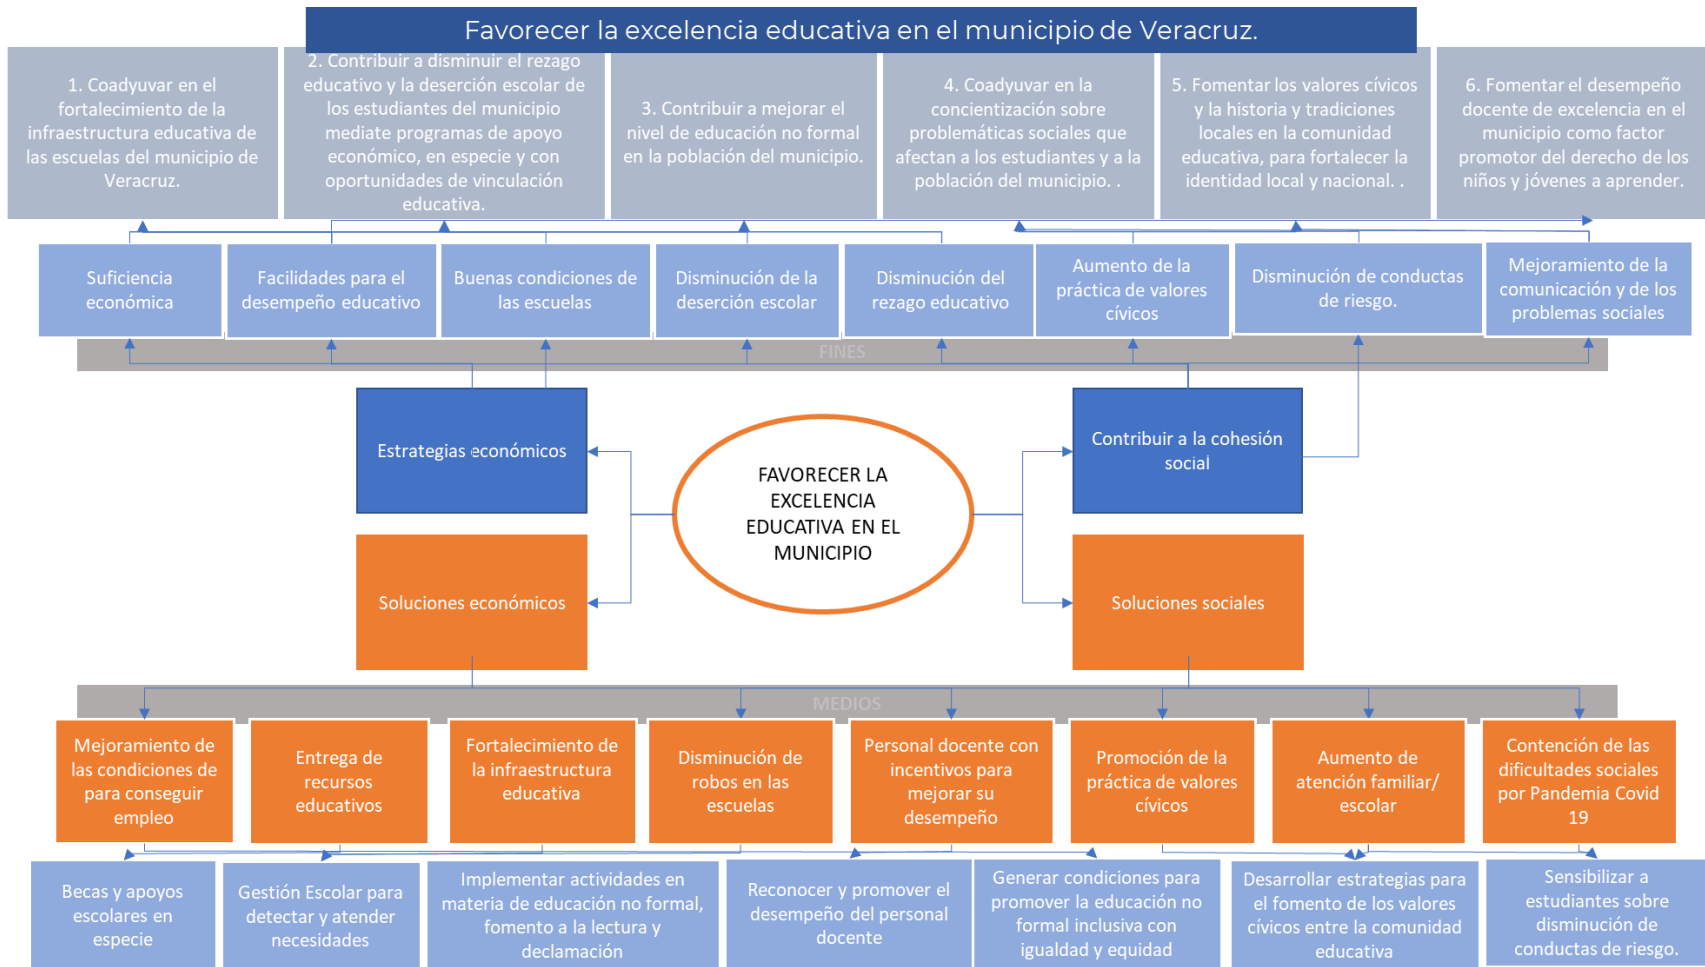 Favorecer la excelencia educativa en el municipio de Veracruz.
1. Coadyuvar en el
fortalecimiento de la
infraestructura educativa de
las escuelas del municipio de
Veracruz.
2. Contribuir a disminuir el rezago
educativo y la deserción escolar de
los estudiantes del municipio
mediate programas de apoyo
económico, en especie y con
oportunidades de vinculación
educativa.
3. Contribuir a mejorar el
nivel de educación no formal
en la población del municipio.
4. Coadyuvar en la
concientización sobre
problemáticas sociales que
afectan a los estudiantes y a la
población del municipio. .
5. Fomentar los valores cívicos
y la historia y tradiciones
locales en la comunidad
educativa, para fortalecer la
identidad local y nacional. .
6. Fomentar el desempeño
docente de excelencia en el
municipio como factor
promotor del derecho de los
niños y jóvenes a aprender.
Suficiencia
económica
Facilidades para el
desempeño educativo
Buenas condiciones de
las escuelas
Disminución de la
deserción escolar
Disminución del
rezago educativo
Aumento de la
práctica de valores
cívicos
Disminución de conductas
de riesgo.
Mejoramiento de la
comunicación y de los
problemas sociales
FINES
Estrategias económicos
FAVORECER LA
EXCELENCIA
EDUCATIVA EN EL
MUNICIPIO
Contribuir a la cohesión
social
Soluciones económicos
Soluciones sociales
MEDIOS
Mejoramiento de
las condiciones de
para conseguir
empleo
Entrega de
recursos
educativos
Fortalecimiento de
la infraestructura
educativa
Disminución de
robos en las
escuelas
Personal docente con
incentivos para
mejorar su
desempeño
Promoción de la
práctica de valores
cívicos
Aumento de
atención familiar/
escolar
Contención de las
dificultades sociales
por Pandemia Covid
19
Becas y apoyos
escolares en
especie
Gestión Escolar para
detectar y atender
necesidades
Implementar actividades en
materia de educación no formal,
fomento a la lectura y
declamación
Reconocer y promover el
desempeño del personal
docente
Generar condiciones para
promover la educación no
formal inclusiva con
igualdad y equidad
Desarrollar estrategias para
el fomento de los valores
cívicos entre la comunidad
educativa
Sensibilizar a
estudiantes sobre
disminución de
conductas de riesgo.